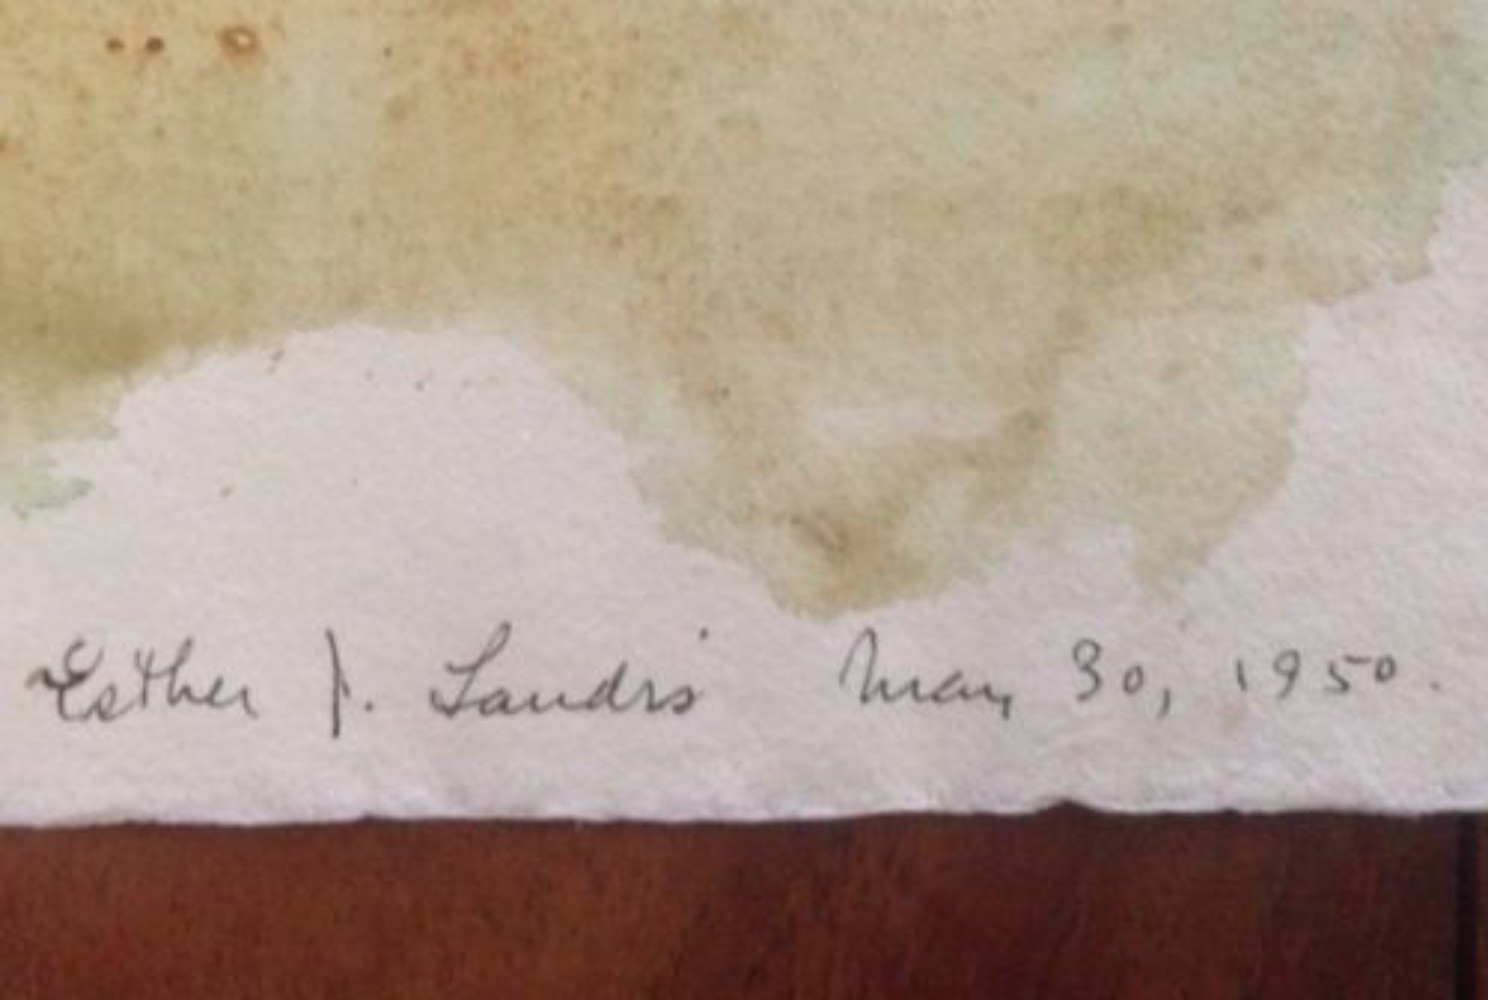 Esther J. Landis May 30, 1950.